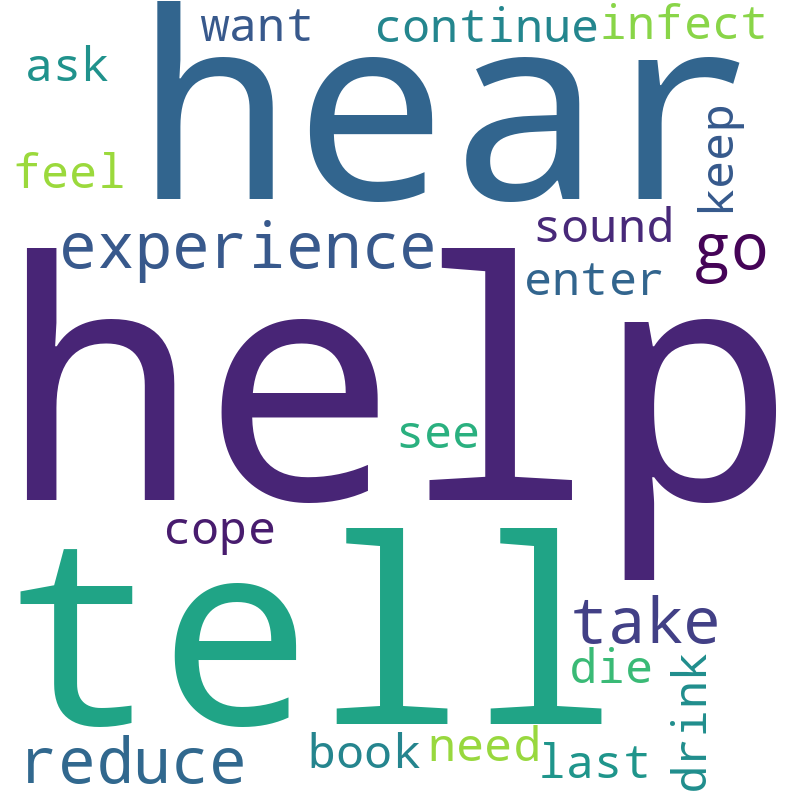 want
continue
infect
ask
hear
keep
feel
sound
experience
go
enter
help
see
cope
tell
take
die
drink
reduce
book
need
last